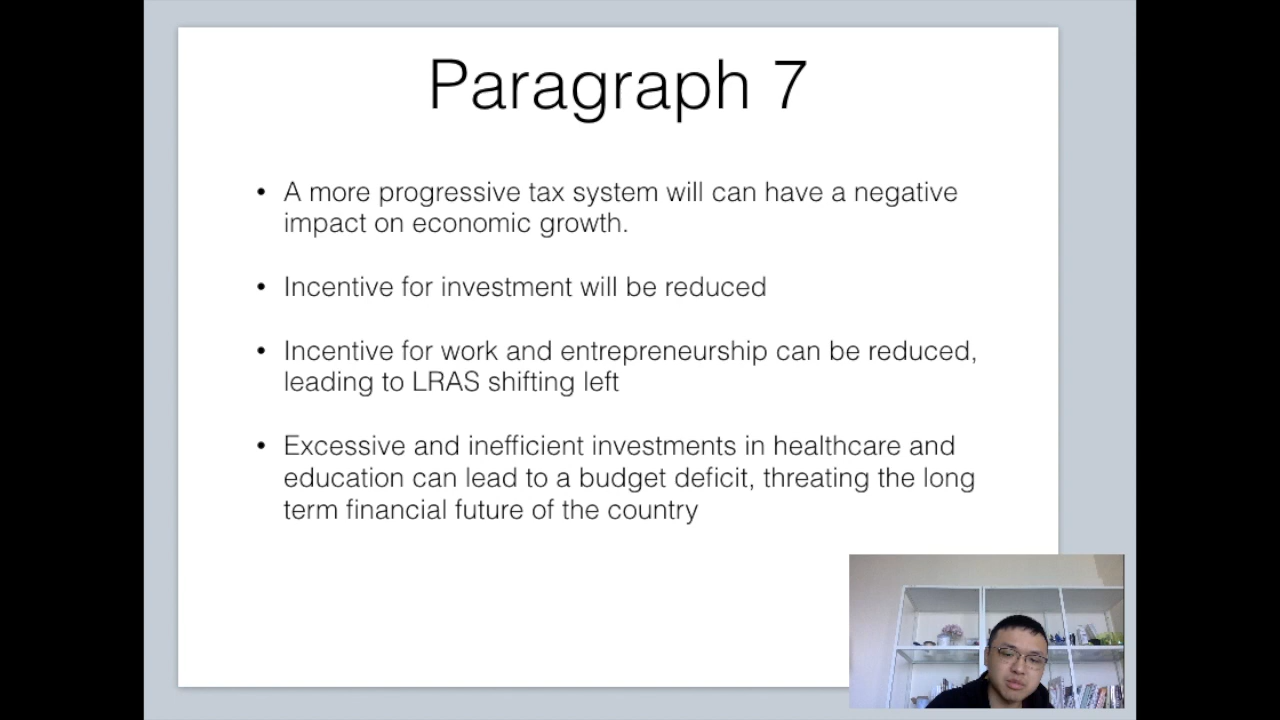 Paragraph 7
• A more progressive tax system will can have a negative
impact on economic growth.
• Incentive for investment will be reduced
• Incentive for work and entrepreneurship can be reduced,
leading to LRAS shifting left
• Excessive and inefficient investments in healthcare and
education can lead to a budget deficit, threating the long
term financial future of the country